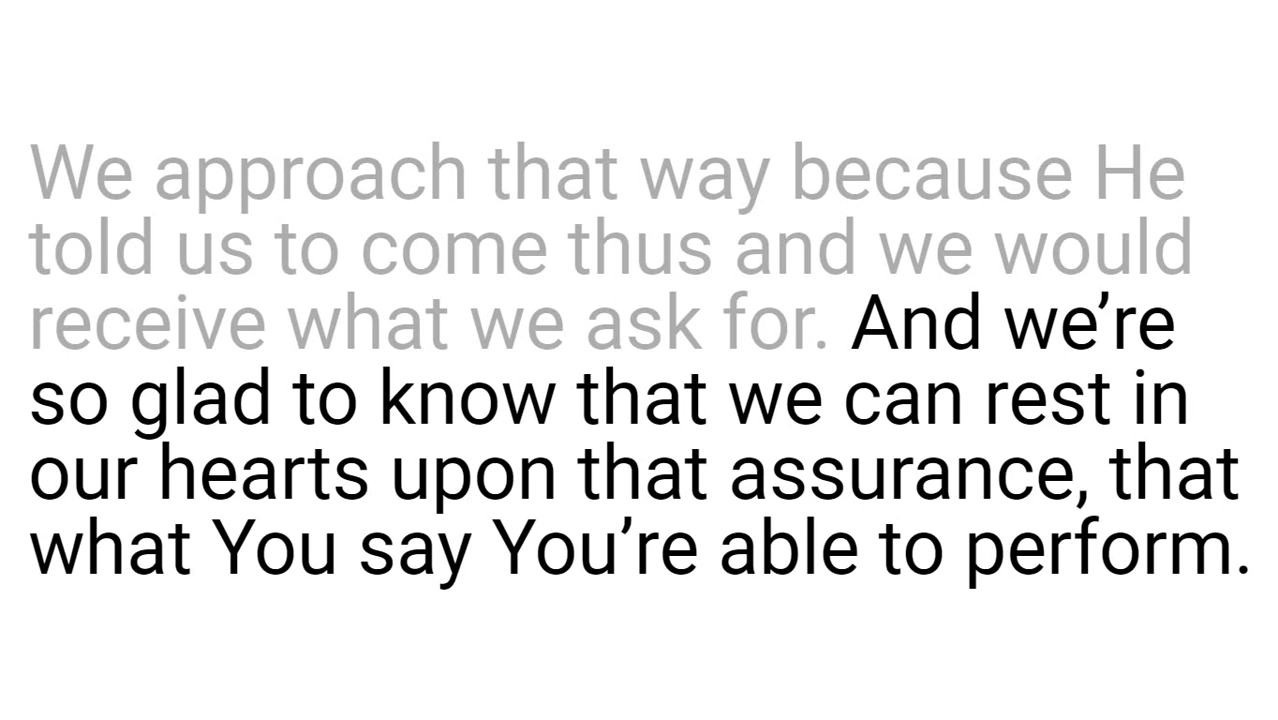 We approach that way because He
told us to come thus and we would
receive what we ask for. And we’re
so glad to know that we can rest in
our hearts upon that assurance, that
what You say You’re able to perform.